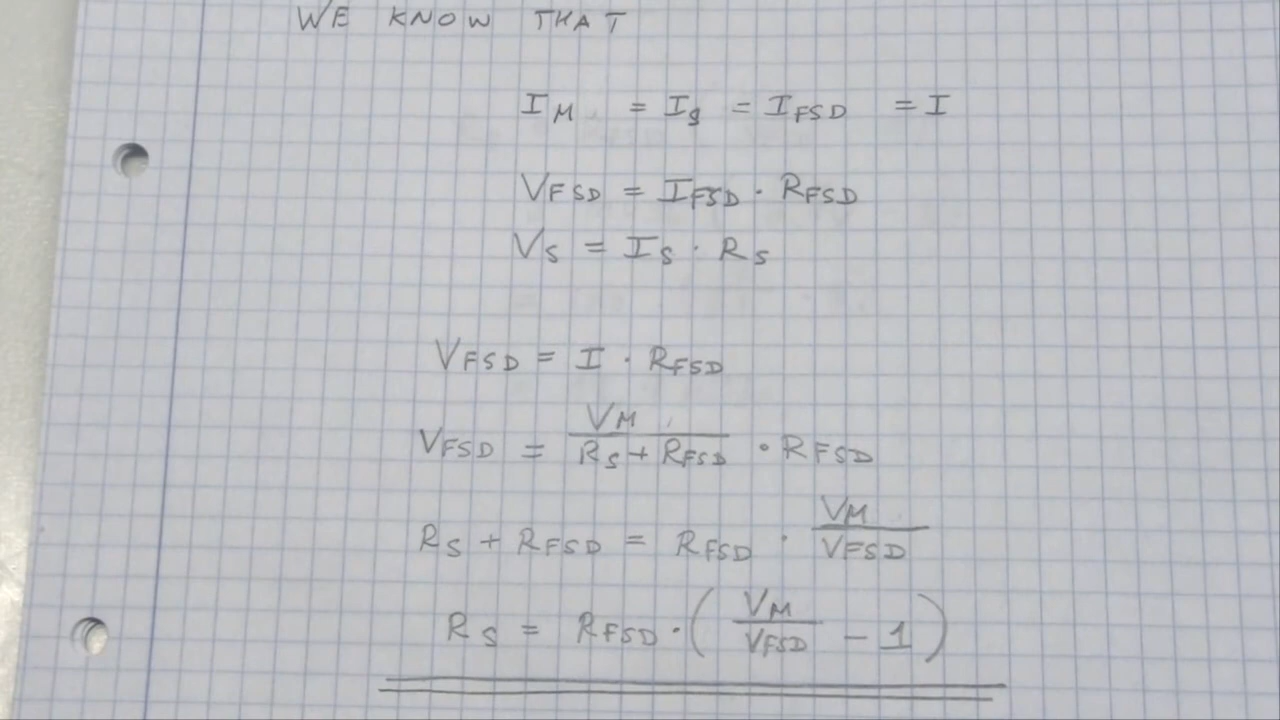 WE KNOW THAT
I_M = I_S = I_FSD = I
V_FSD = I_FSD · R_FSD
V_S = I_S · R_S
V_FSD = I · R_FSD
V_FSD = V_M / (R_S + R_FSD) · R_FSD
R_S + R_FSD = R_FSD · V_M / V_FSD
R_S = R_FSD · (V_M / V_FSD - 1)